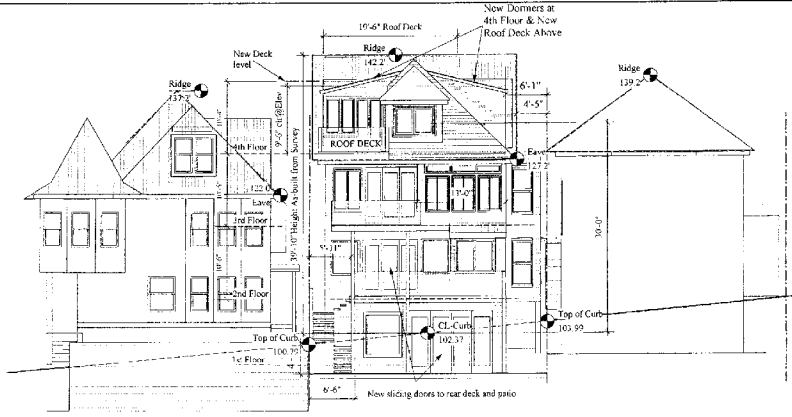 New Dormers at
4th Floor & New
Roof Deck Above
19'-6" Roof Deck
New Deck
level
Ridge
142.2'
Ridge
137.2'
Ridge
139.2'
6'-1"
4'-5"
4th Floor
ROOF DECK
Eave
127.2
122.0
Eave
3rd Floor
39'-10" Height As-built from Survey
30'-0"
5'-11"
10'-6"
2nd Floor
Top of Curb
103.99
CL-Curb
102.37
Top of Curb
100.79
1st Floor
6'-6"
New sliding doors to rear deck and patio